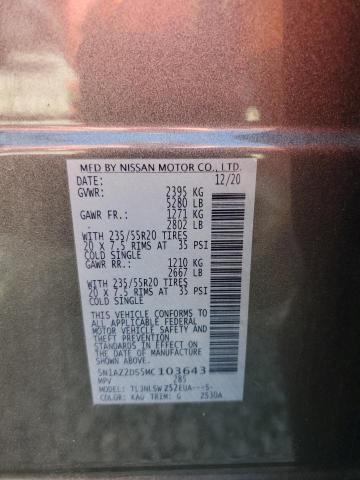 MFD BY NISSAN MOTOR CO., LTD.
DATE: 12/20
GVWR: 2395 KG
5280 LB
GAWR FR.: 1271 KG
2802 LB
WITH 235/55R20 TIRES
20 X 7.5 RIMS AT 35 PSI
COLD SINGLE
GAWR RR.: 1210 KG
2667 LB
WITH 235/55R20 TIRES
20 X 7.5 RIMS AT 35 PSI
COLD SINGLE
THIS VEHICLE CONFORMS TO
ALL APPLICABLE FEDERAL
MOTOR VEHICLE SAFETY AND
THEFT PREVENTION
STANDARDS IN EFFECT ON
THE DATE OF MANUFACTURE
SHOWN ABOVE.
5N1AZ2DS5MC103643
MPV 285
MODEL: TL3NLSW Z52EUA---S-
COLOR: KAD TRIM: G 2530A